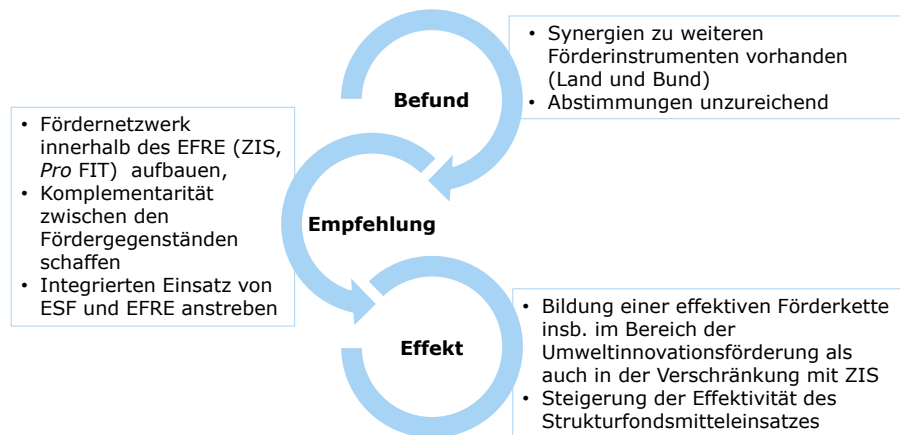 Befund
• Synergien zu weiteren
Förderinstrumenten vorhanden
(Land und Bund)
• Abstimmungen unzureichend
Empfehlung
• Fördernetzwerk
innerhalb des EFRE (ZIS,
Pro FIT) aufbauen,
• Komplementarität
zwischen den
Fördergegenständen
schaffen
• Integrierten Einsatz von
ESF und EFRE anstreben
Effekt
• Bildung einer effektiven Förderkette
insb. im Bereich der
Umweltinnovationsförderung als
auch in der Verschränkung mit ZIS
• Steigerung der Effektivität des
Strukturfondsmitteleinsatzes